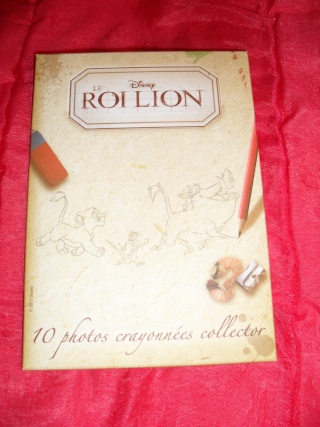 Disney
LE
ROI LION
10 photos crayonnées collector